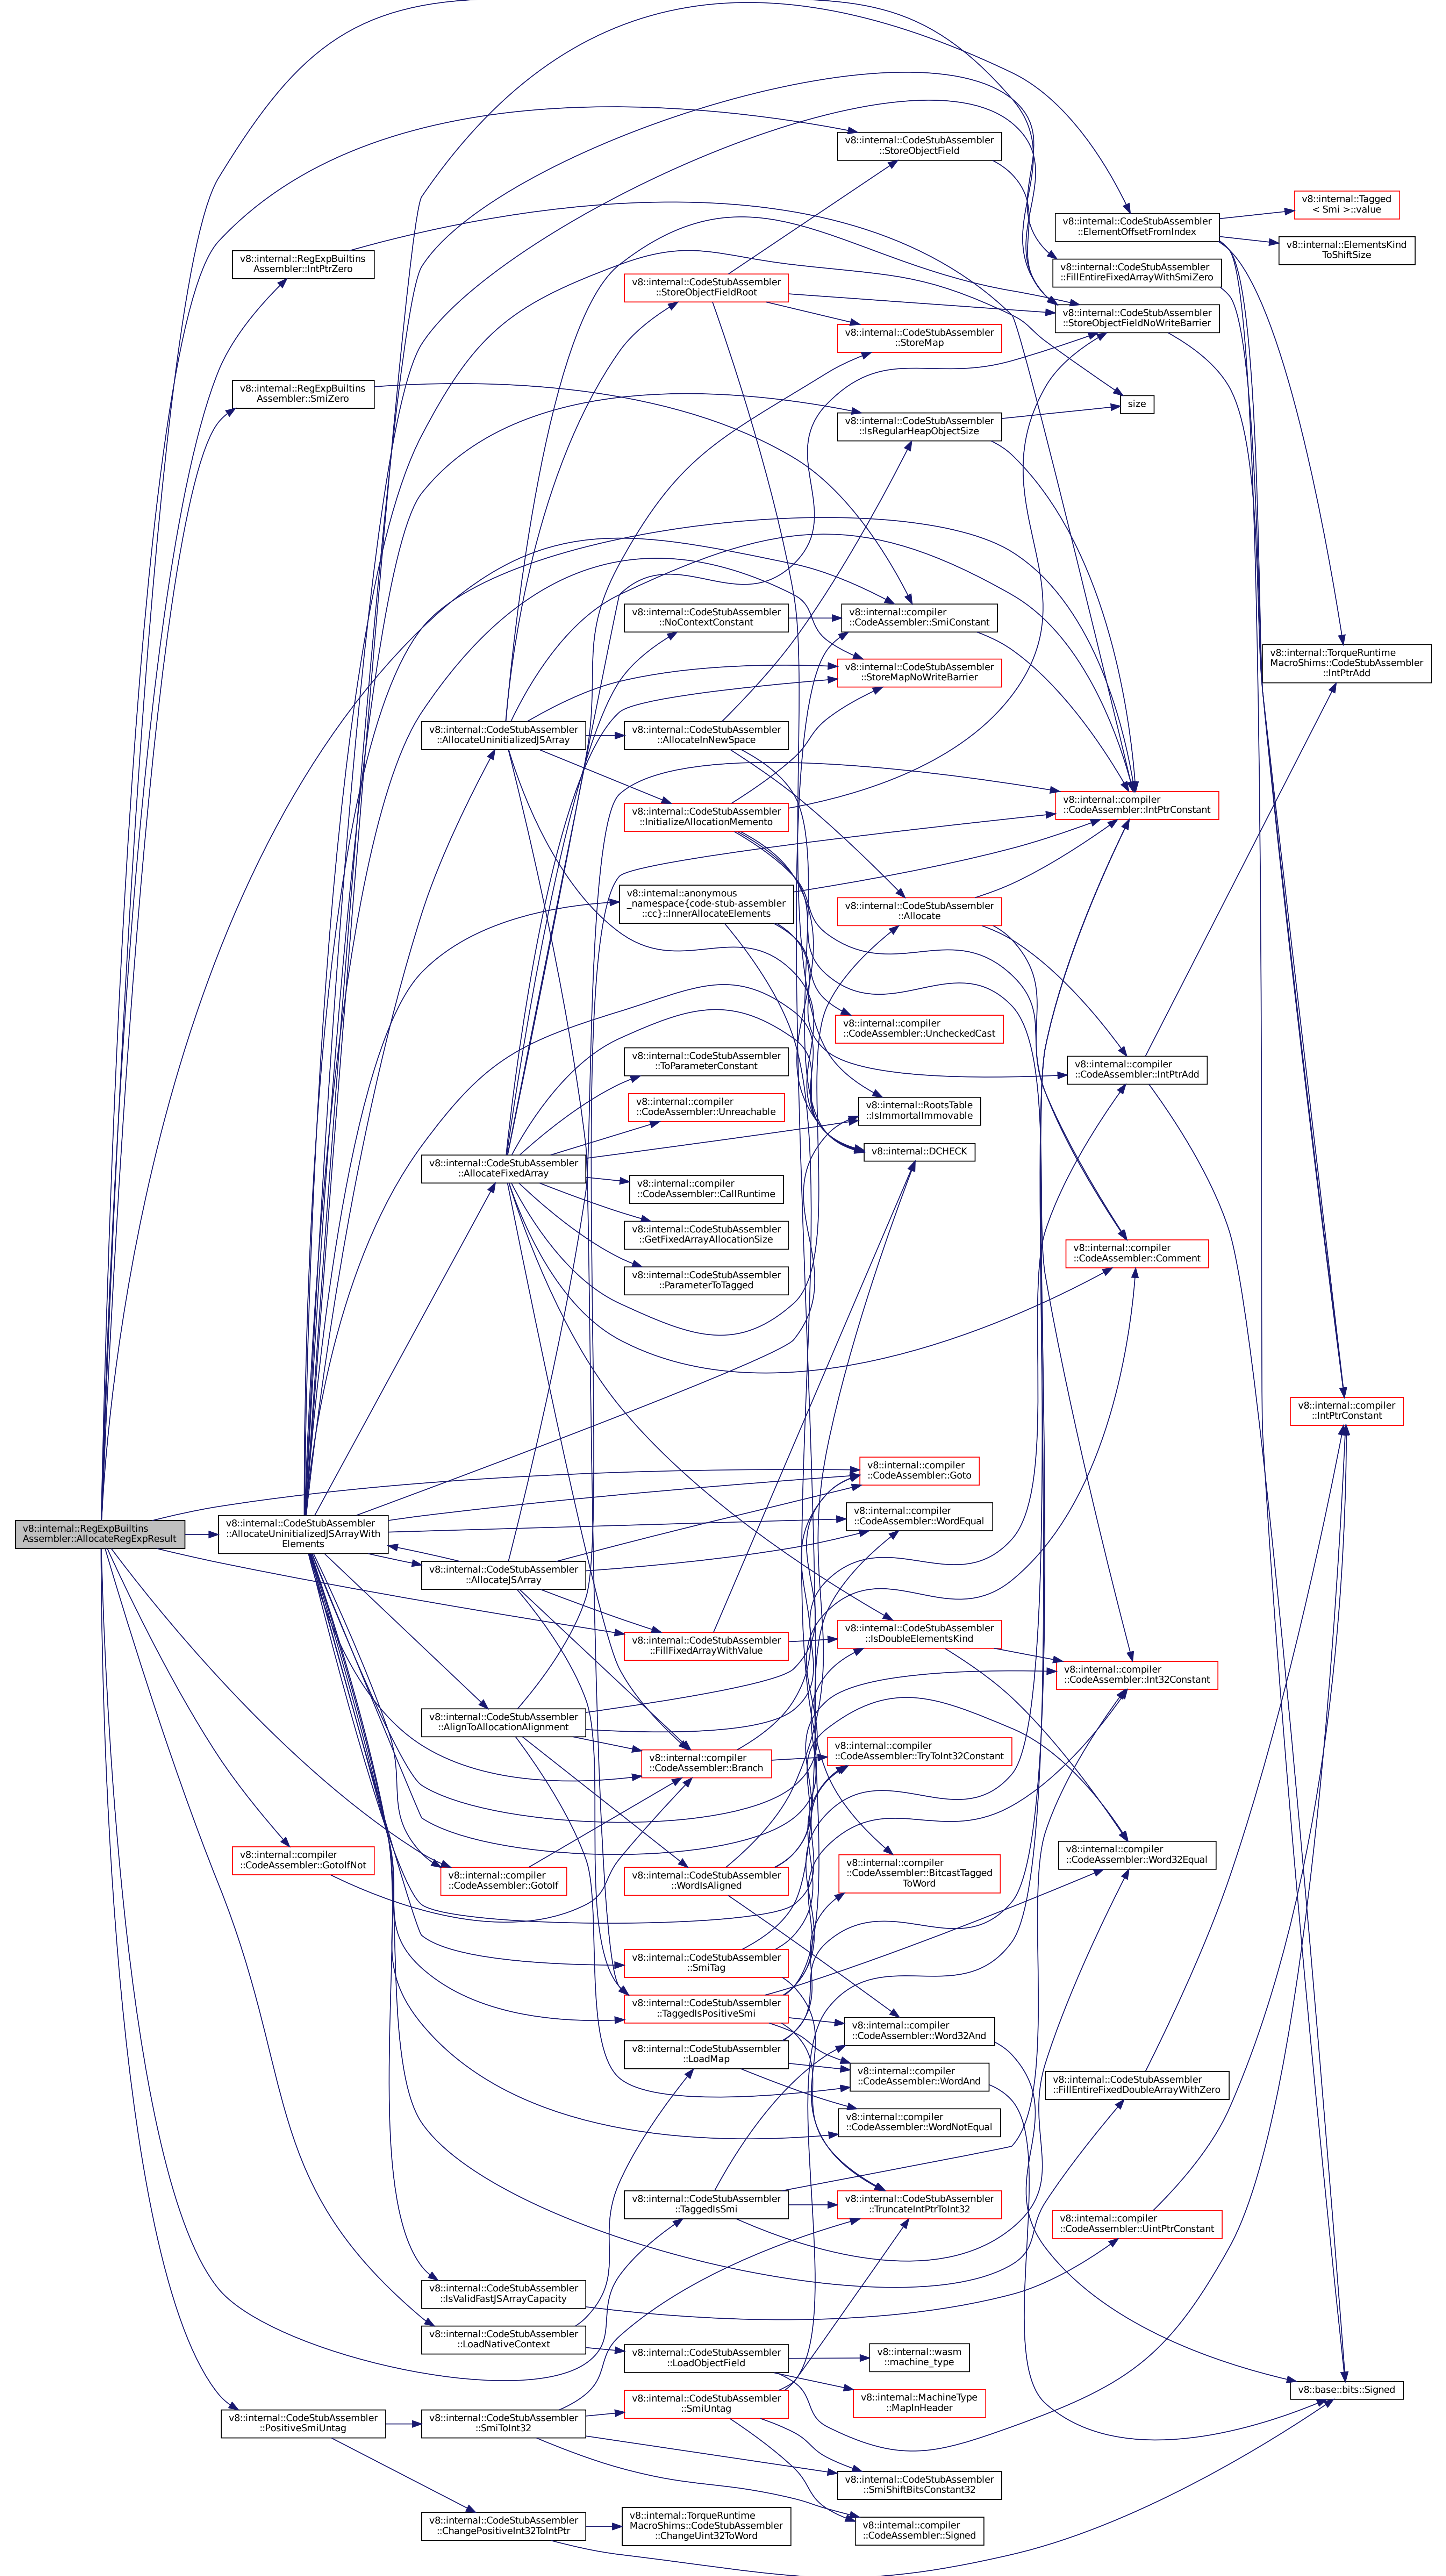 v8::internal::RegExpBuiltins
Assembler::AllocateRegExpResult
v8::internal::RegExpBuiltins
Assembler::IntPtrZero
v8::internal::RegExpBuiltins
Assembler::SmiZero
v8::internal::CodeStubAssembler
::AllocateUninitializedJSArrayWith
Elements
v8::internal::compiler
::CodeAssembler::GotoIfNot
v8::internal::CodeStubAssembler
::PositiveSmiUntag
v8::internal::CodeStubAssembler
::AllocateUninitializedJSArray
v8::internal::CodeStubAssembler
::AllocateFixedArray
v8::internal::CodeStubAssembler
::AllocateJSArray
v8::internal::CodeStubAssembler
::AlignToAllocationAlignment
v8::internal::compiler
::CodeAssembler::GotoIf
v8::internal::CodeStubAssembler
::IsValidFastJSArrayCapacity
v8::internal::CodeStubAssembler
::LoadNativeContext
v8::internal::CodeStubAssembler
::SmiToInt32
v8::internal::CodeStubAssembler
::ChangePositiveInt32ToIntPtr
v8::internal::CodeStubAssembler
::StoreObjectFieldRoot
v8::internal::CodeStubAssembler
::NoContextConstant
v8::internal::CodeStubAssembler
::AllocateInNewSpace
v8::internal::CodeStubAssembler
::InitializeAllocationMemento
v8::internal::anonymous
_namespace{code-stub-assembler
::cc}::InnerAllocateElements
v8::internal::CodeStubAssembler
::ToParameterConstant
v8::internal::compiler
::CodeAssembler::Unreachable
v8::internal::compiler
::CodeAssembler::CallRuntime
v8::internal::CodeStubAssembler
::GetFixedArrayAllocationSize
v8::internal::CodeStubAssembler
::ParameterToTagged
v8::internal::CodeStubAssembler
::FillFixedArrayWithValue
v8::internal::compiler
::CodeAssembler::Branch
v8::internal::CodeStubAssembler
::WordIsAligned
v8::internal::CodeStubAssembler
::SmiTag
v8::internal::CodeStubAssembler
::TaggedIsPositiveSmi
v8::internal::CodeStubAssembler
::LoadMap
v8::internal::CodeStubAssembler
::TaggedIsSmi
v8::internal::CodeStubAssembler
::LoadObjectField
v8::internal::CodeStubAssembler
::SmiUntag
v8::internal::TorqueRuntime
MacroShims::CodeStubAssembler
::ChangeUint32ToWord
v8::internal::CodeStubAssembler
::StoreObjectField
v8::internal::CodeStubAssembler
::StoreMap
v8::internal::CodeStubAssembler
::IsRegularHeapObjectSize
v8::internal::compiler
::CodeAssembler::SmiConstant
v8::internal::CodeStubAssembler
::StoreMapNoWriteBarrier
v8::internal::CodeStubAssembler
::Allocate
v8::internal::compiler
::CodeAssembler::UncheckedCast
v8::internal::RootsTable
::IsImmortalImmovable
v8::internal::DCHECK
v8::internal::compiler
::CodeAssembler::Goto
v8::internal::compiler
::CodeAssembler::WordEqual
v8::internal::CodeStubAssembler
::IsDoubleElementsKind
v8::internal::compiler
::CodeAssembler::TryToInt32Constant
v8::internal::compiler
::CodeAssembler::BitcastTagged
ToWord
v8::internal::compiler
::CodeAssembler::Word32And
v8::internal::compiler
::CodeAssembler::WordAnd
v8::internal::compiler
::CodeAssembler::WordNotEqual
v8::internal::CodeStubAssembler
::TruncateIntPtrToInt32
v8::internal::wasm
::machine_type
v8::internal::MachineType
::MapInHeader
v8::internal::CodeStubAssembler
::SmiShiftBitsConstant32
v8::internal::compiler
::CodeAssembler::Signed
v8::internal::CodeStubAssembler
::ElementOffsetFromIndex
v8::internal::CodeStubAssembler
::FillEntireFixedArrayWithSmiZero
v8::internal::CodeStubAssembler
::StoreObjectFieldNoWriteBarrier
size
v8::internal::compiler
::CodeAssembler::IntPtrConstant
v8::internal::compiler
::CodeAssembler::IntPtrAdd
v8::internal::compiler
::CodeAssembler::Comment
v8::internal::compiler
::CodeAssembler::Int32Constant
v8::internal::compiler
::CodeAssembler::Word32Equal
v8::internal::CodeStubAssembler
::FillEntireFixedDoubleArrayWithZero
v8::internal::compiler
::CodeAssembler::UintPtrConstant
v8::internal::Tagged
< Smi >::value
v8::internal::ElementsKind
ToShiftSize
v8::internal::TorqueRuntime
MacroShims::CodeStubAssembler
::IntPtrAdd
v8::internal::compiler
::IntPtrConstant
v8::base::bits::Signed